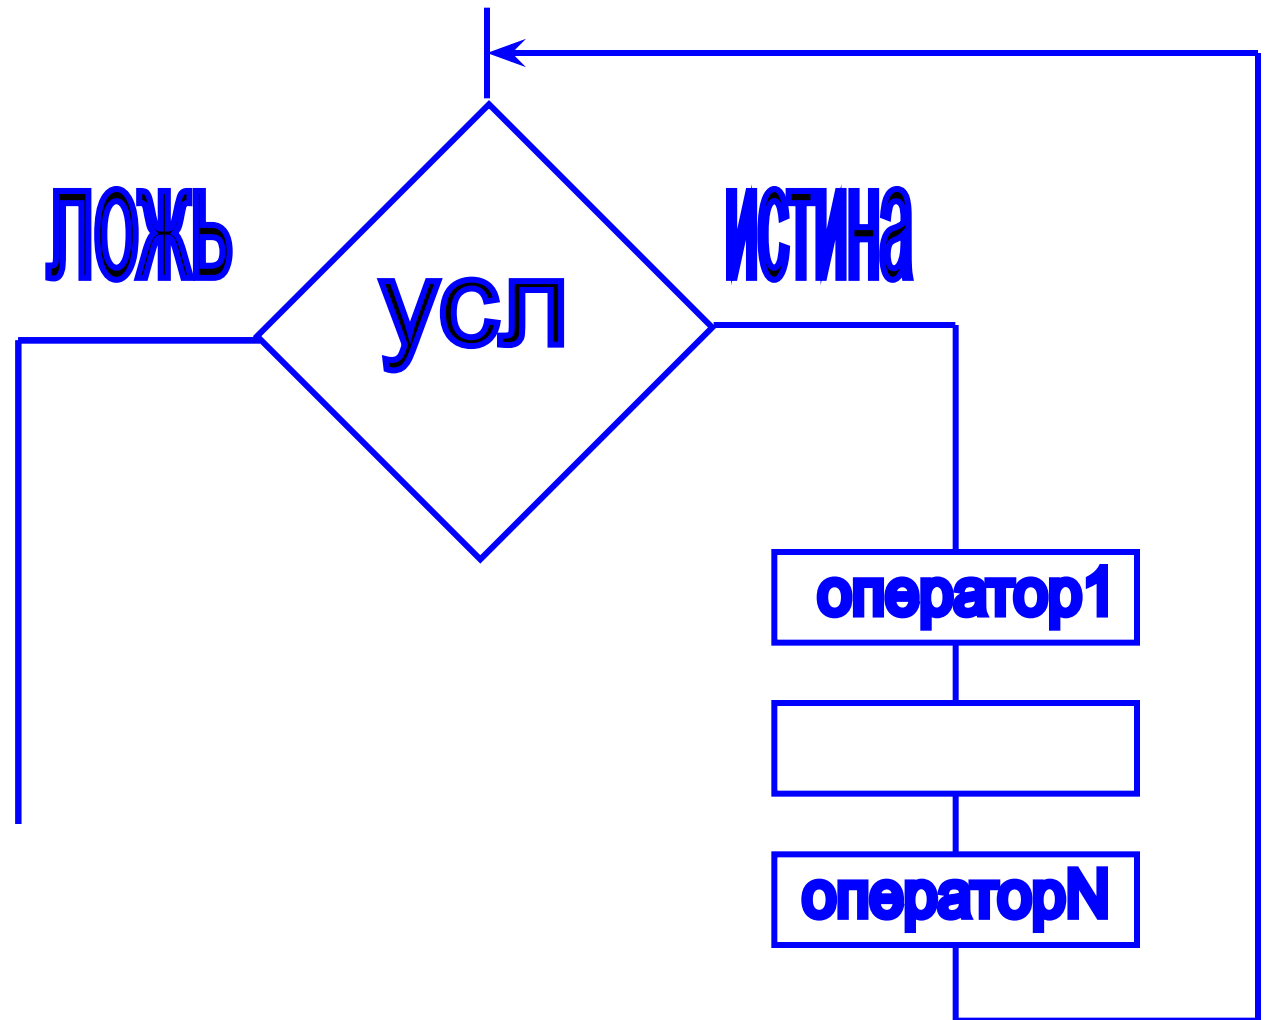 ложь
истина
усл
оператор1
операторN